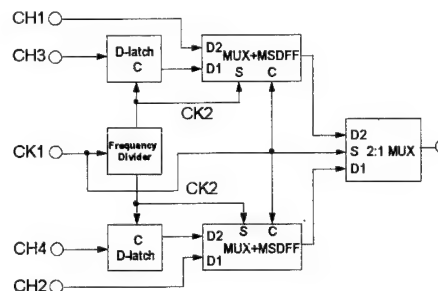 CH1
CH3
D-latch
C
D2
D1
MUX+MSDFF
S C
CK2
CK1
Frequency
Divider
D2
S 2:1 MUX
D1
CK2
CH4
C
D-latch
S C
D2
D1
MUX+MSDFF
CH2